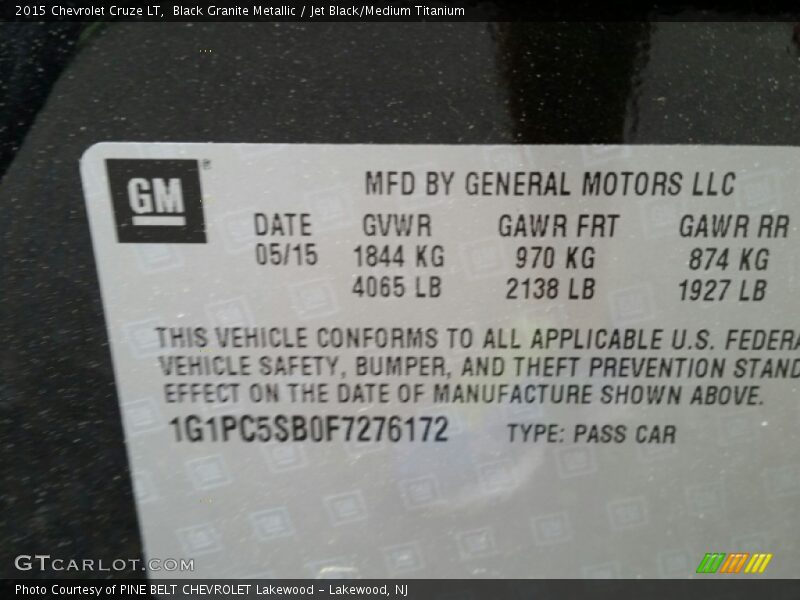 2015 Chevrolet Cruze LT,  Black Granite Metallic / Jet Black/Medium Titanium
GM ®
MFD BY GENERAL MOTORS LLC
DATE GVWR GAWR FRT GAWR RR
05/15 1844 KG 970 KG 874 KG
4065 LB 2138 LB 1927 LB
THIS VEHICLE CONFORMS TO ALL APPLICABLE U.S. FEDERA
VEHICLE SAFETY, BUMPER, AND THEFT PREVENTION STAND
EFFECT ON THE DATE OF MANUFACTURE SHOWN ABOVE.
1G1PC5SB0F7276172 TYPE: PASS CAR
GTCARLOT.COM
Photo Courtesy of PINE BELT CHEVROLET Lakewood - Lakewood, NJ